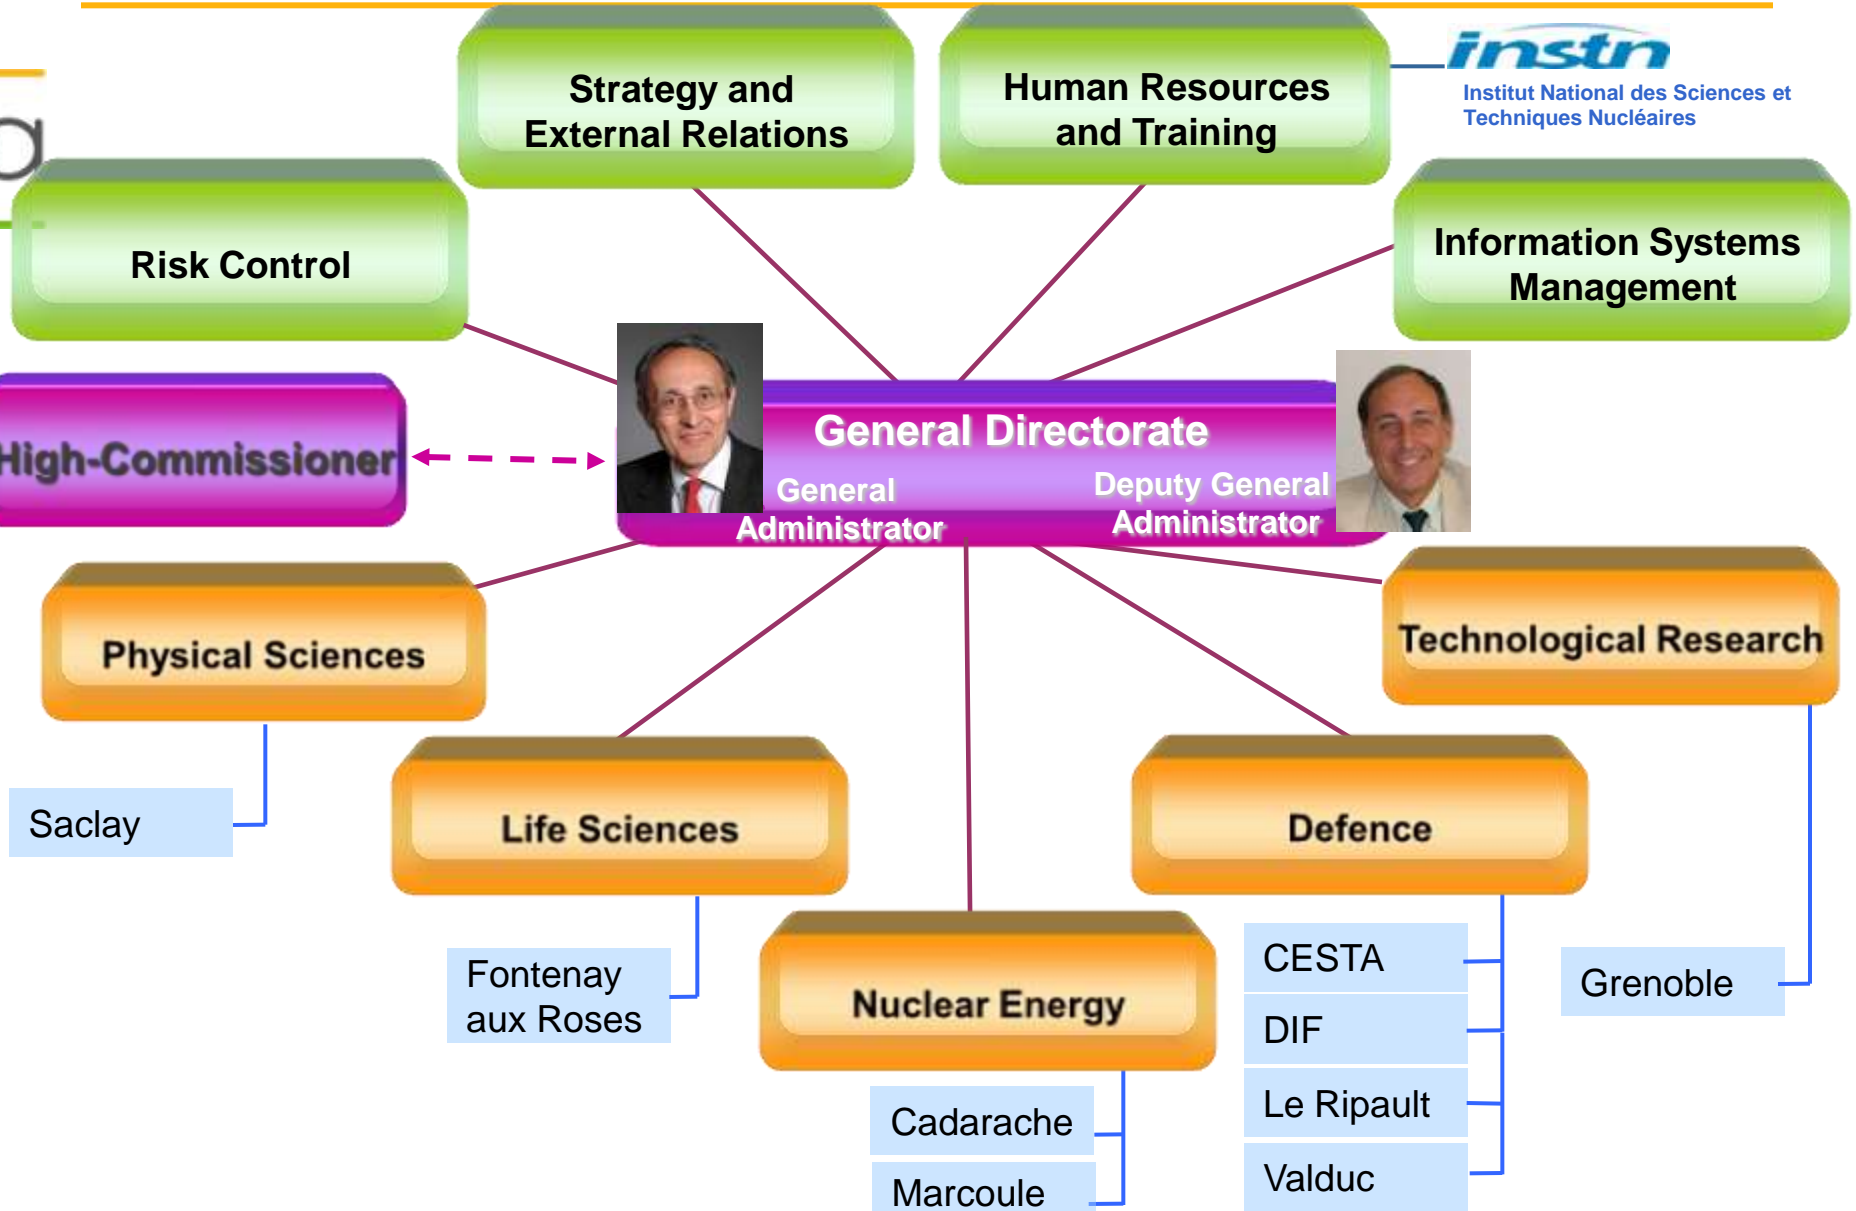 Strategy and
External Relations
Human Resources
and Training
instn
Institut National des Sciences et
Techniques Nucléaires
Risk Control
Information Systems
Management
High-Commissioner
General Directorate
General
Administrator
Deputy General
Administrator
Physical Sciences
Technological Research
Saclay
Life Sciences
Defence
Fontenay
aux Roses
Nuclear Energy
CESTA
DIF
Le Ripault
Valduc
Grenoble
Cadarache
Marcoule